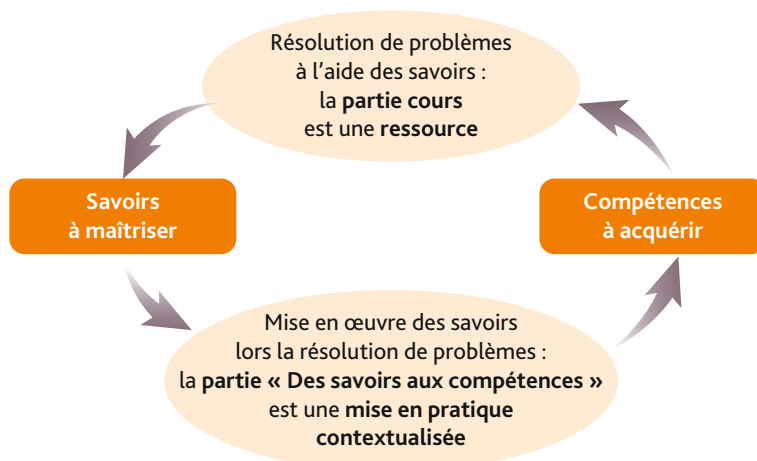 Résolution de problèmes
à l'aide des savoirs :
la partie cours
est une ressource
Savoirs
à maîtriser
Compétences
à acquérir
Mise en œuvre des savoirs
lors la résolution de problèmes :
la partie « Des savoirs aux compétences »
est une mise en pratique
contextualisée